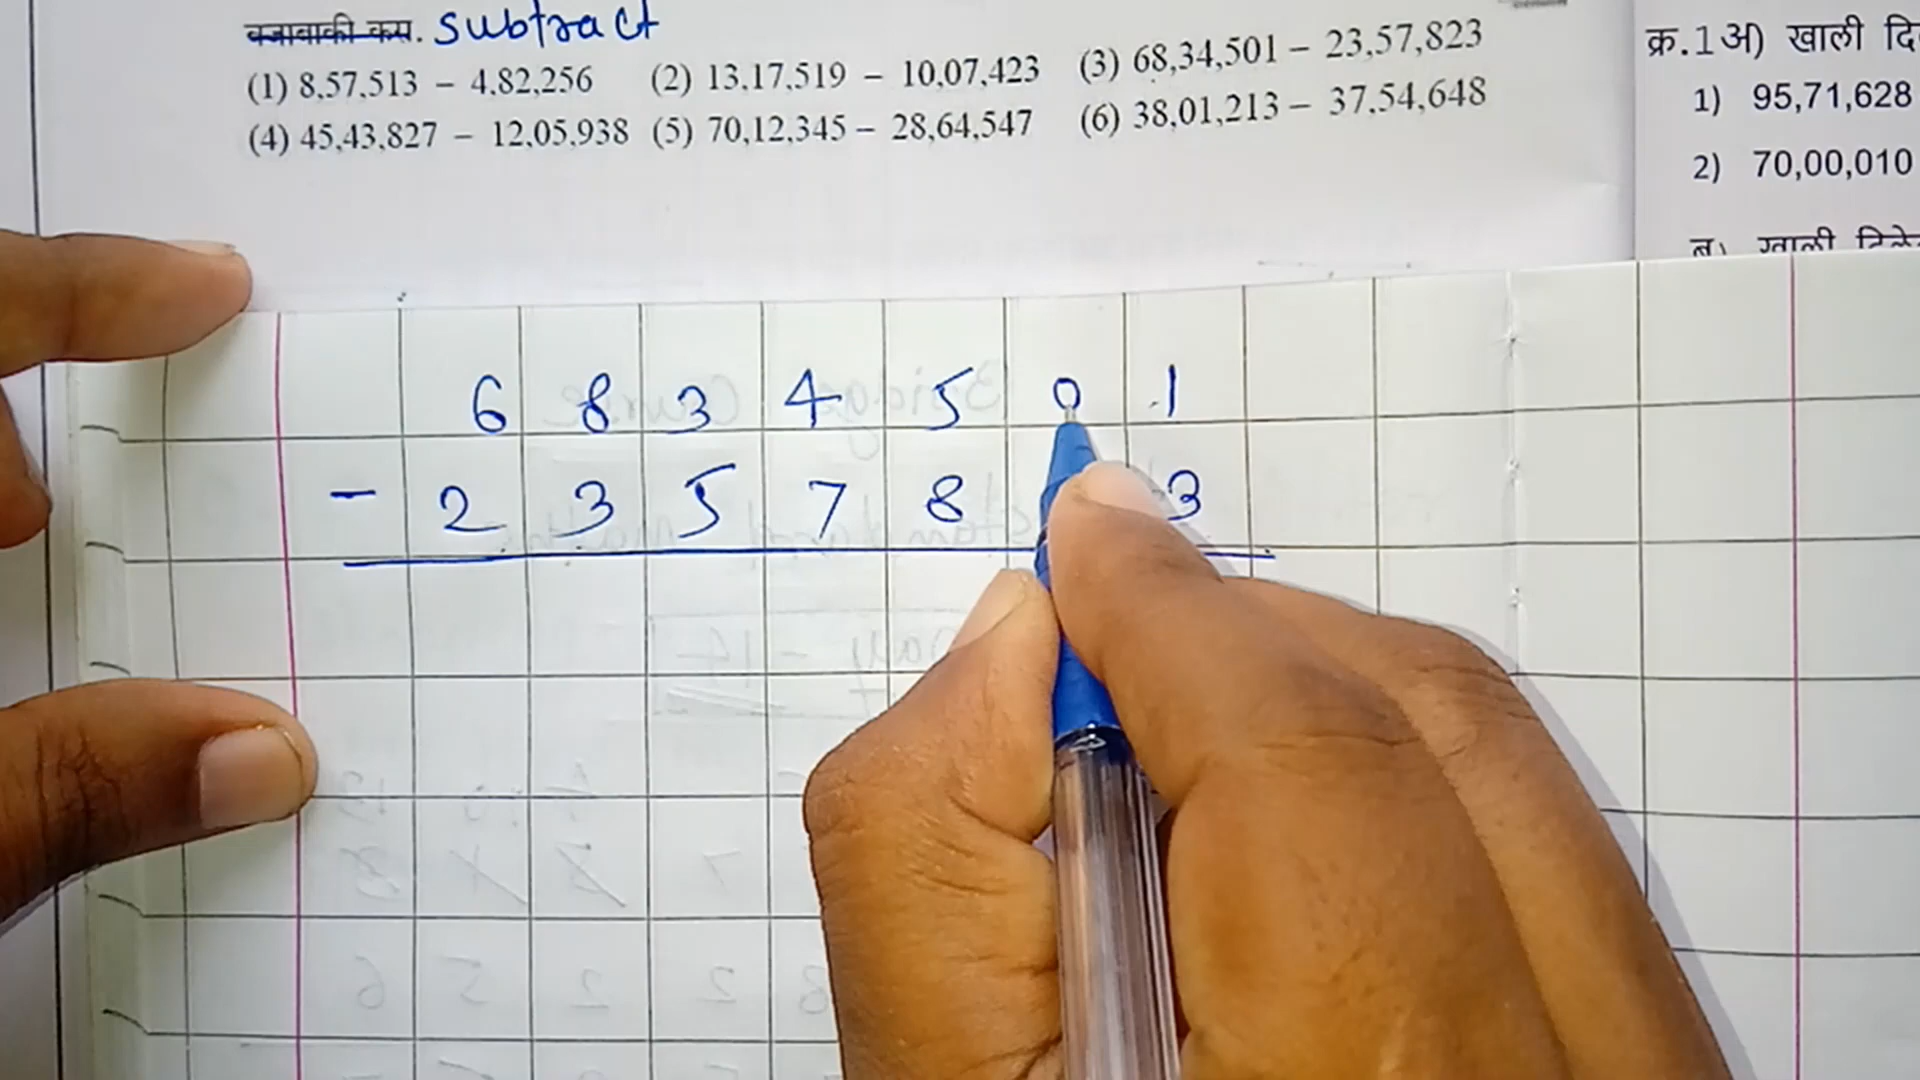 वजाबाकी करा. Subtract
(1) 8,57,513 – 4,82,256 (2) 13,17,519 – 10,07,423 (3) 68,34,501 – 23,57,823
(4) 45,43,827 – 12,05,938 (5) 70,12,345 – 28,64,547 (6) 38,01,213 – 37,54,648
क्र.1अ) खाली
1) 95,71,628
2) 70,00,010
ब) खाली
6 8 3 4 5 0 1
- 2 3 5 7 8 3